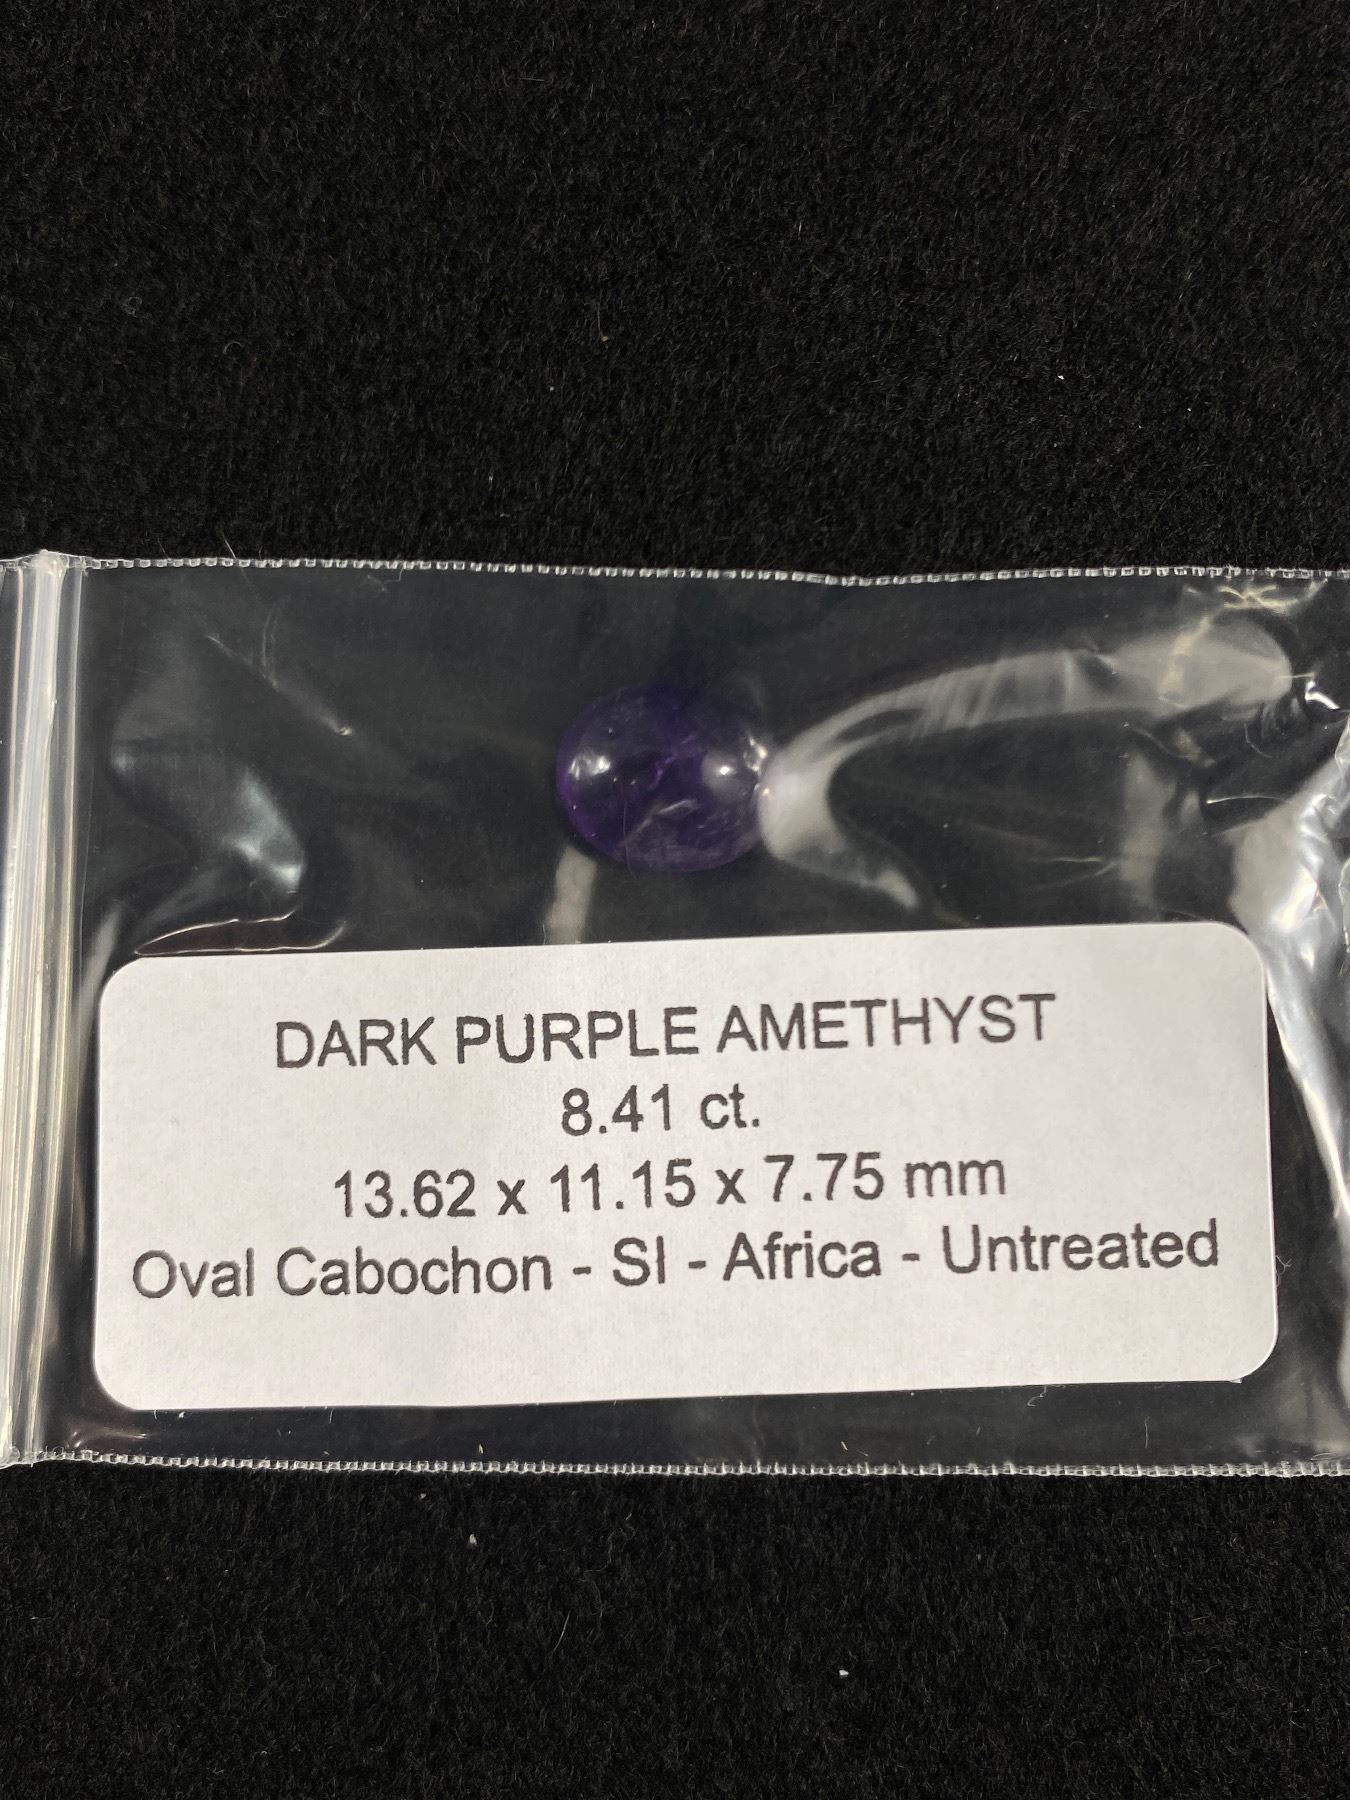 DARK PURPLE AMETHYST
8.41 ct.
13.62 x 11.15 x 7.75 mm
Oval Cabochon - SI - Africa - Untreated